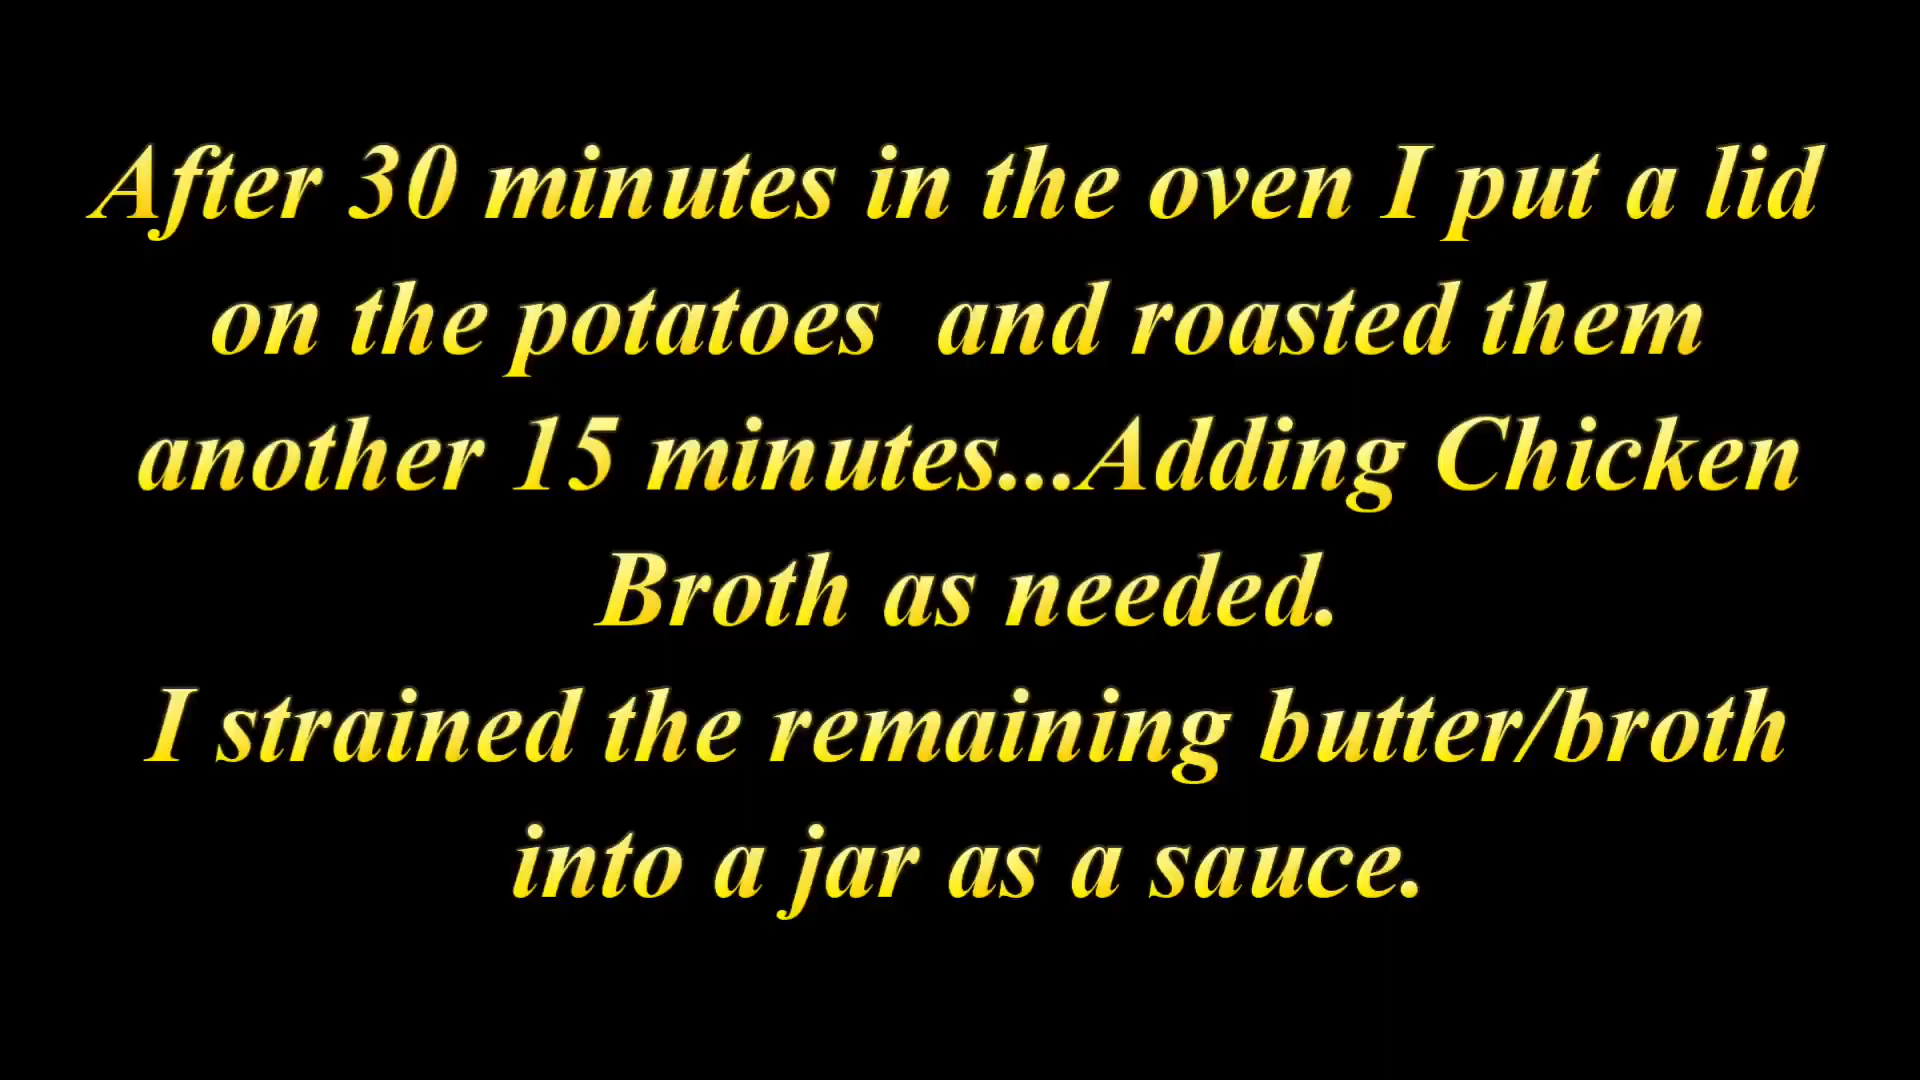 After 30 minutes in the oven I put a lid
on the potatoes  and roasted them
another 15 minutes...Adding Chicken
Broth as needed.
I strained the remaining butter/broth
into a jar as a sauce.